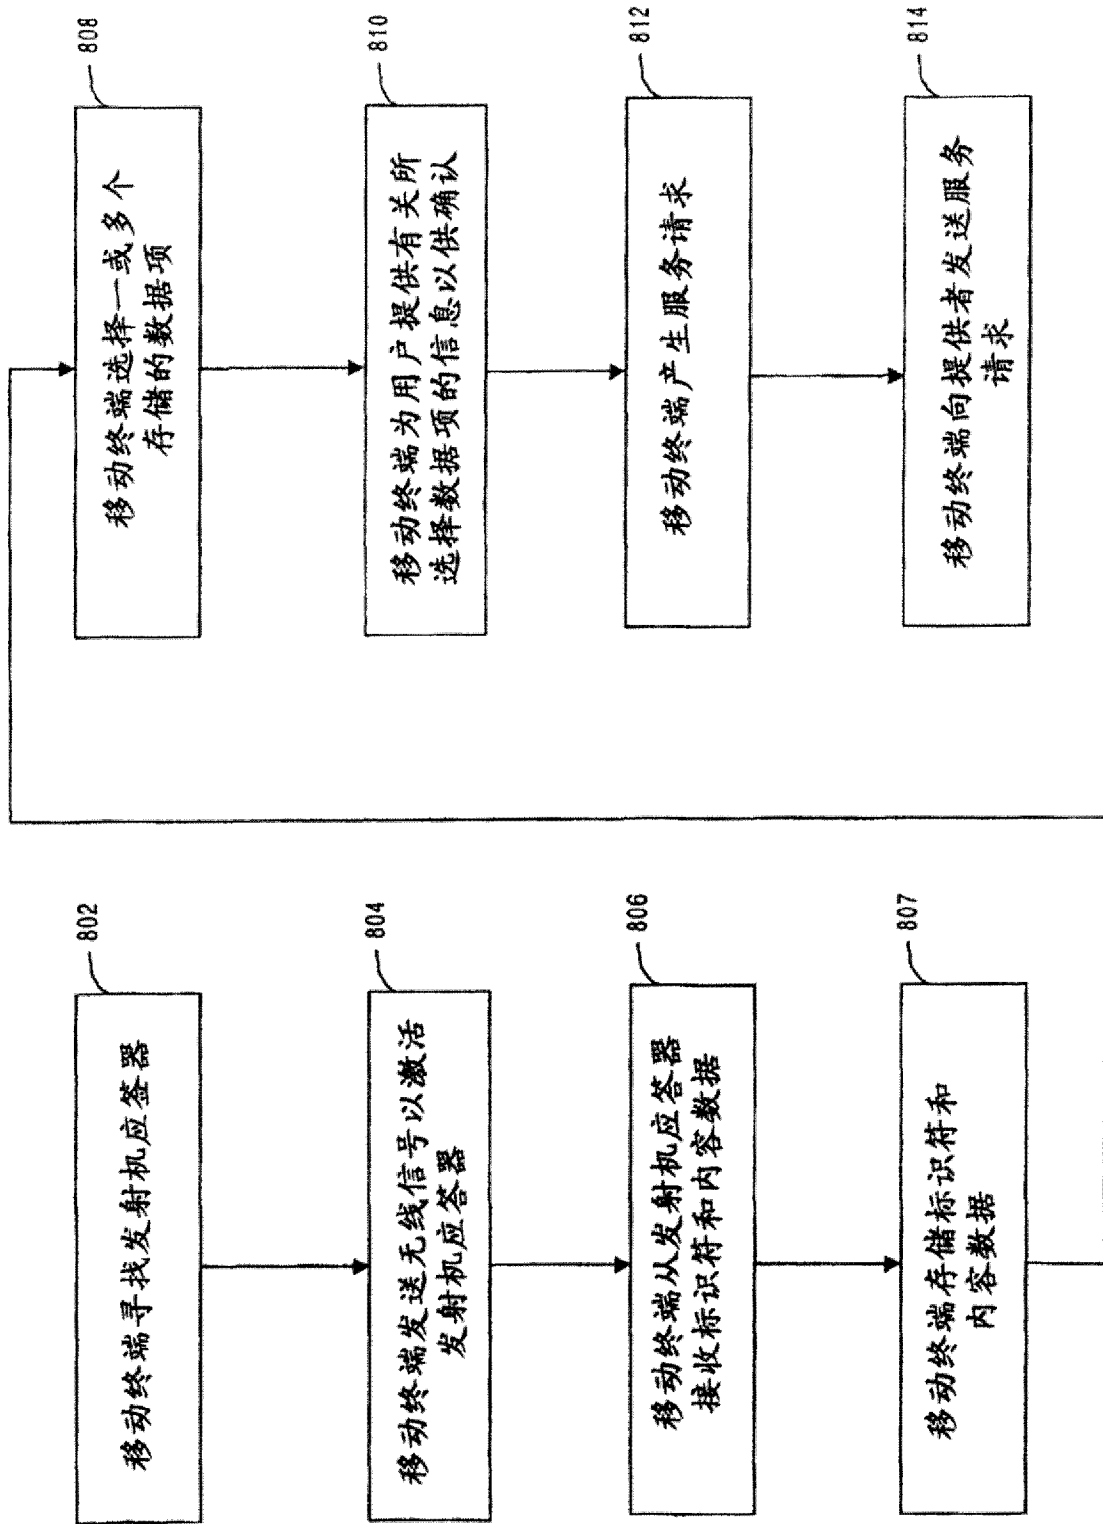 802
移动终端寻找发射机应签器
804
移动终端发送无线信号以激活
发射机应答器
806
移动终端从发射机应答器
接收标识符和内容数据
807
移动终端存储标识符和
内容数据
808
移动终端选择一或多个
存储的数据项
810
移动终端为用户提供有关所
选择数据项的信息以供确认
812
移动终端产生服务请求
814
移动终端向提供者发送服务
请求